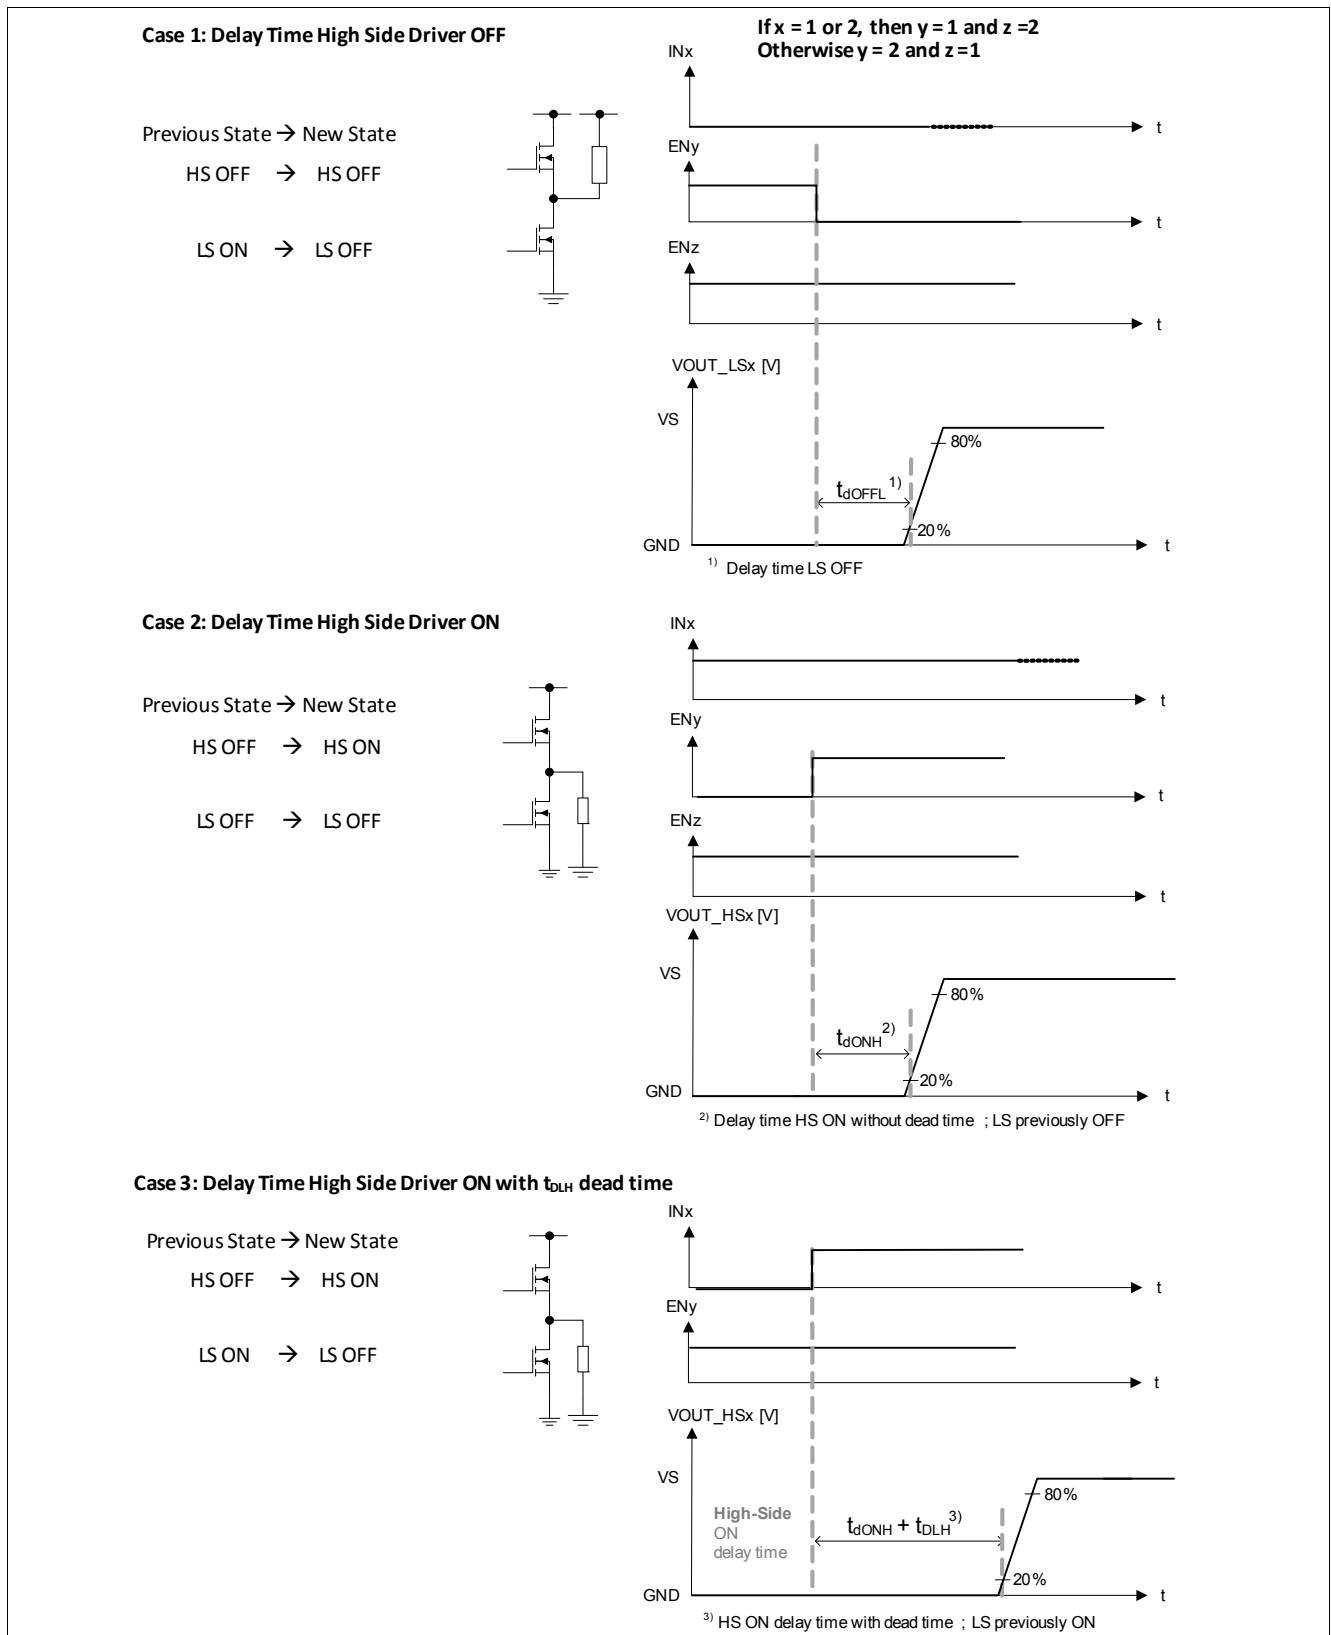 Case 1: Delay Time High Side Driver OFF
If x = 1 or 2, then y = 1 and z =2
Otherwise y = 2 and z =1
INx
Previous State → New State
HS OFF → HS OFF
LS ON → LS OFF
t
ENy
t
ENz
t
VOUT_LSx [V]
VS
80%
tdOFFL 1)
20%
GND
t
1) Delay time LS OFF
Case 2: Delay Time High Side Driver ON
INx
Previous State → New State
HS OFF → HS ON
LS OFF → LS OFF
t
ENy
t
ENz
t
VOUT_HSx [V]
VS
80%
tdONH 2)
20%
GND
t
2) Delay time HS ON without dead time ; LS previously OFF
Case 3: Delay Time High Side Driver ON with tDLH dead time
INx
Previous State → New State
HS OFF → HS ON
LS ON → LS OFF
t
ENy
t
VOUT_HSx [V]
VS
80%
High-Side
ON
delay time
tdONH + tDLH 3)
20%
GND
t
3) HS ON delay time with dead time ; LS previously ON